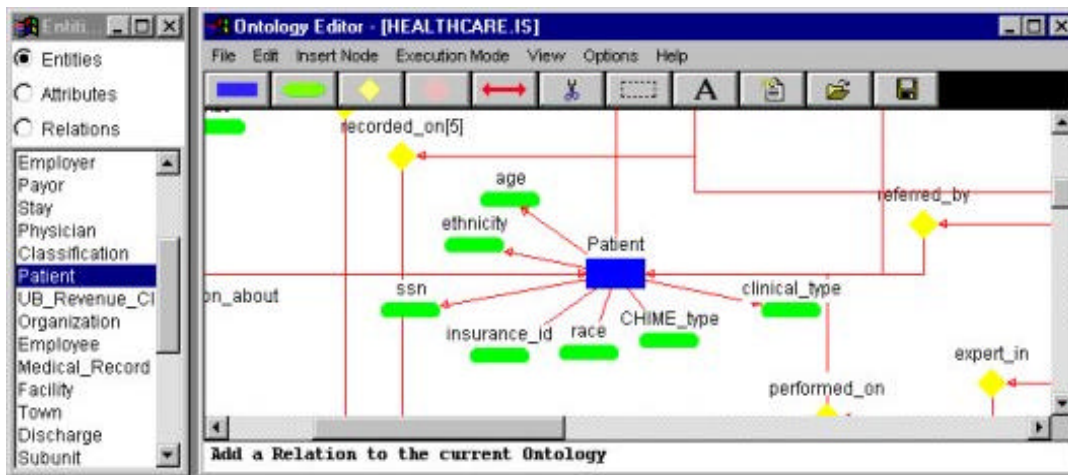 Entiti...
Entities
Attributes
Relations
Employer
Payor
Stay
Physician
Classification
Patient
UB_Revenue_Cl
Organization
Employee
Medical_Record
Facility
Town
Discharge
Subunit
Ontology Editor - [HEALTHCARE.IS]
File Edit Insert Node Execution Mode View Options Help
A
recorded_on[5]
age
referred_by
ethnicity
Patient
on_about
ssn
clinical_type
insurance_id
race
CHIME_type
expert_in
performed_on
Add a Relation to the current Ontology